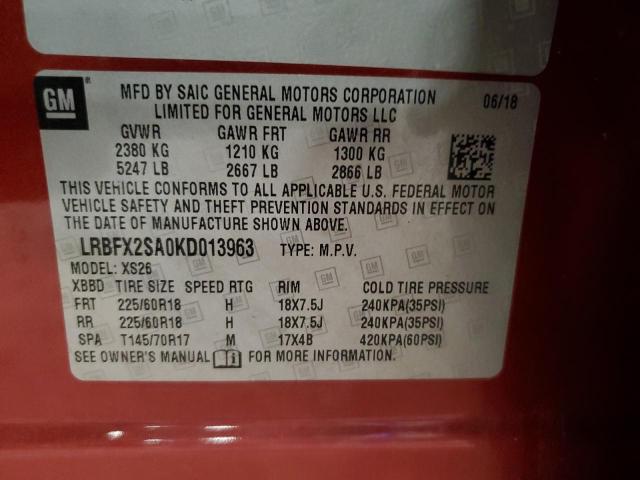 GM
MFD BY SAIC GENERAL MOTORS CORPORATION 06/18
LIMITED FOR GENERAL MOTORS LLC
GVWR GAWR FRT GAWR RR
2380 KG 1210 KG 1300 KG
5247 LB 2667 LB 2866 LB
THIS VEHICLE CONFORMS TO ALL APPLICABLE U.S. FEDERAL MOTOR
VEHICLE SAFETY AND THEFT PREVENTION STANDARDS IN EFFECT ON
THE DATE OF MANUFACTURE SHOWN ABOVE.
LRBFX2SA0KD013963 TYPE: M.P.V.
MODEL: XS26
XBBD TIRE SIZE SPEED RTG RIM COLD TIRE PRESSURE
FRT 225/60R18 H 18X7.5J 240KPA(35PSI)
RR 225/60R18 H 18X7.5J 240KPA(35PSI)
SPA T145/70R17 M 17X4B 420KPA(60PSI)
SEE OWNER'S MANUAL FOR MORE INFORMATION.